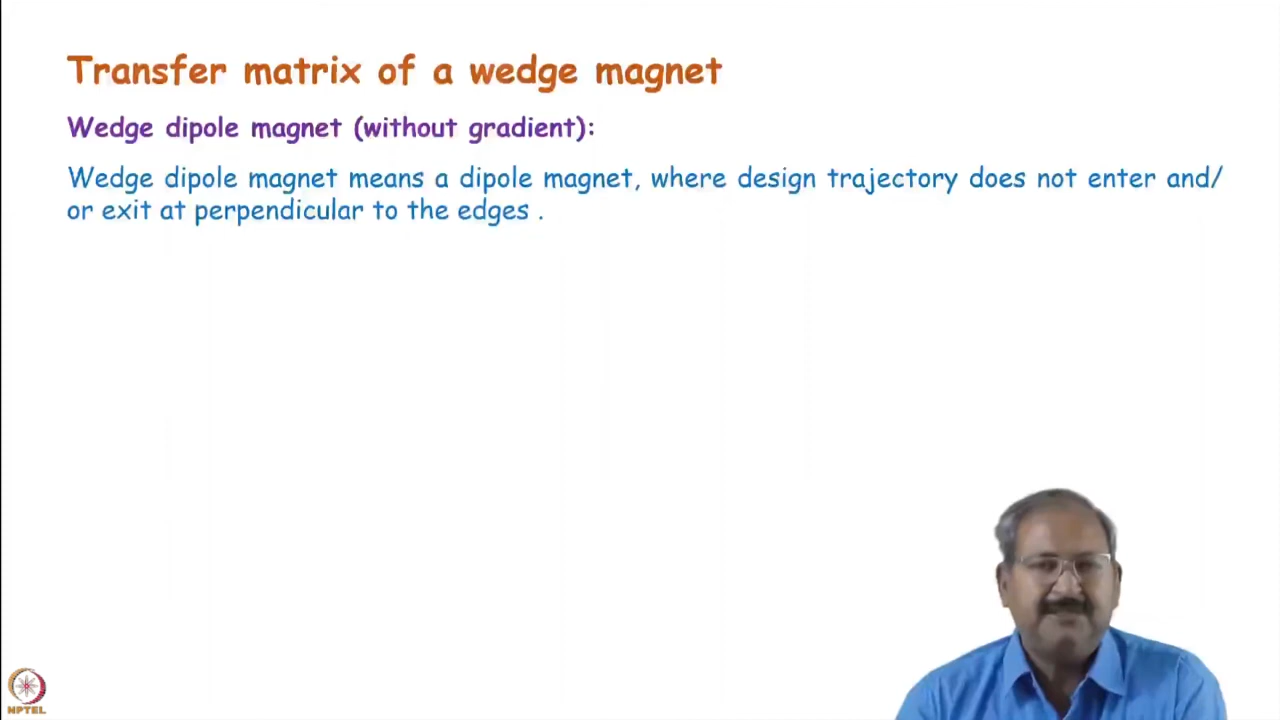 Transfer matrix of a wedge magnet
Wedge dipole magnet (without gradient):
Wedge dipole magnet means a dipole magnet, where design trajectory does not enter and/
or exit at perpendicular to the edges .
NPTEL